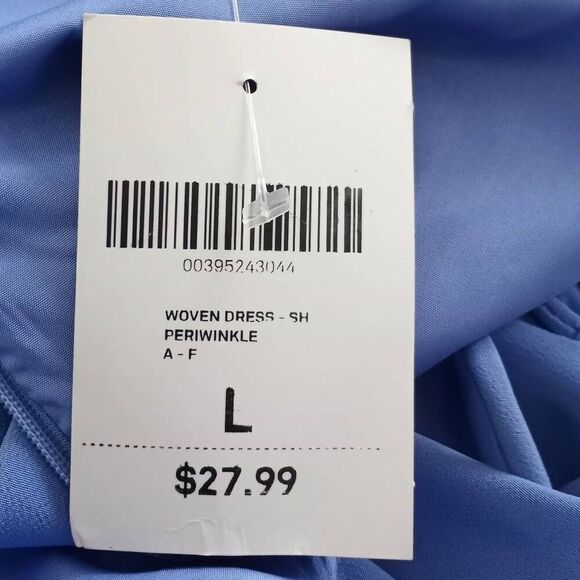 00395243044
WOVEN DRESS - SH
PERIWINKLE
A - F
L
$27.99